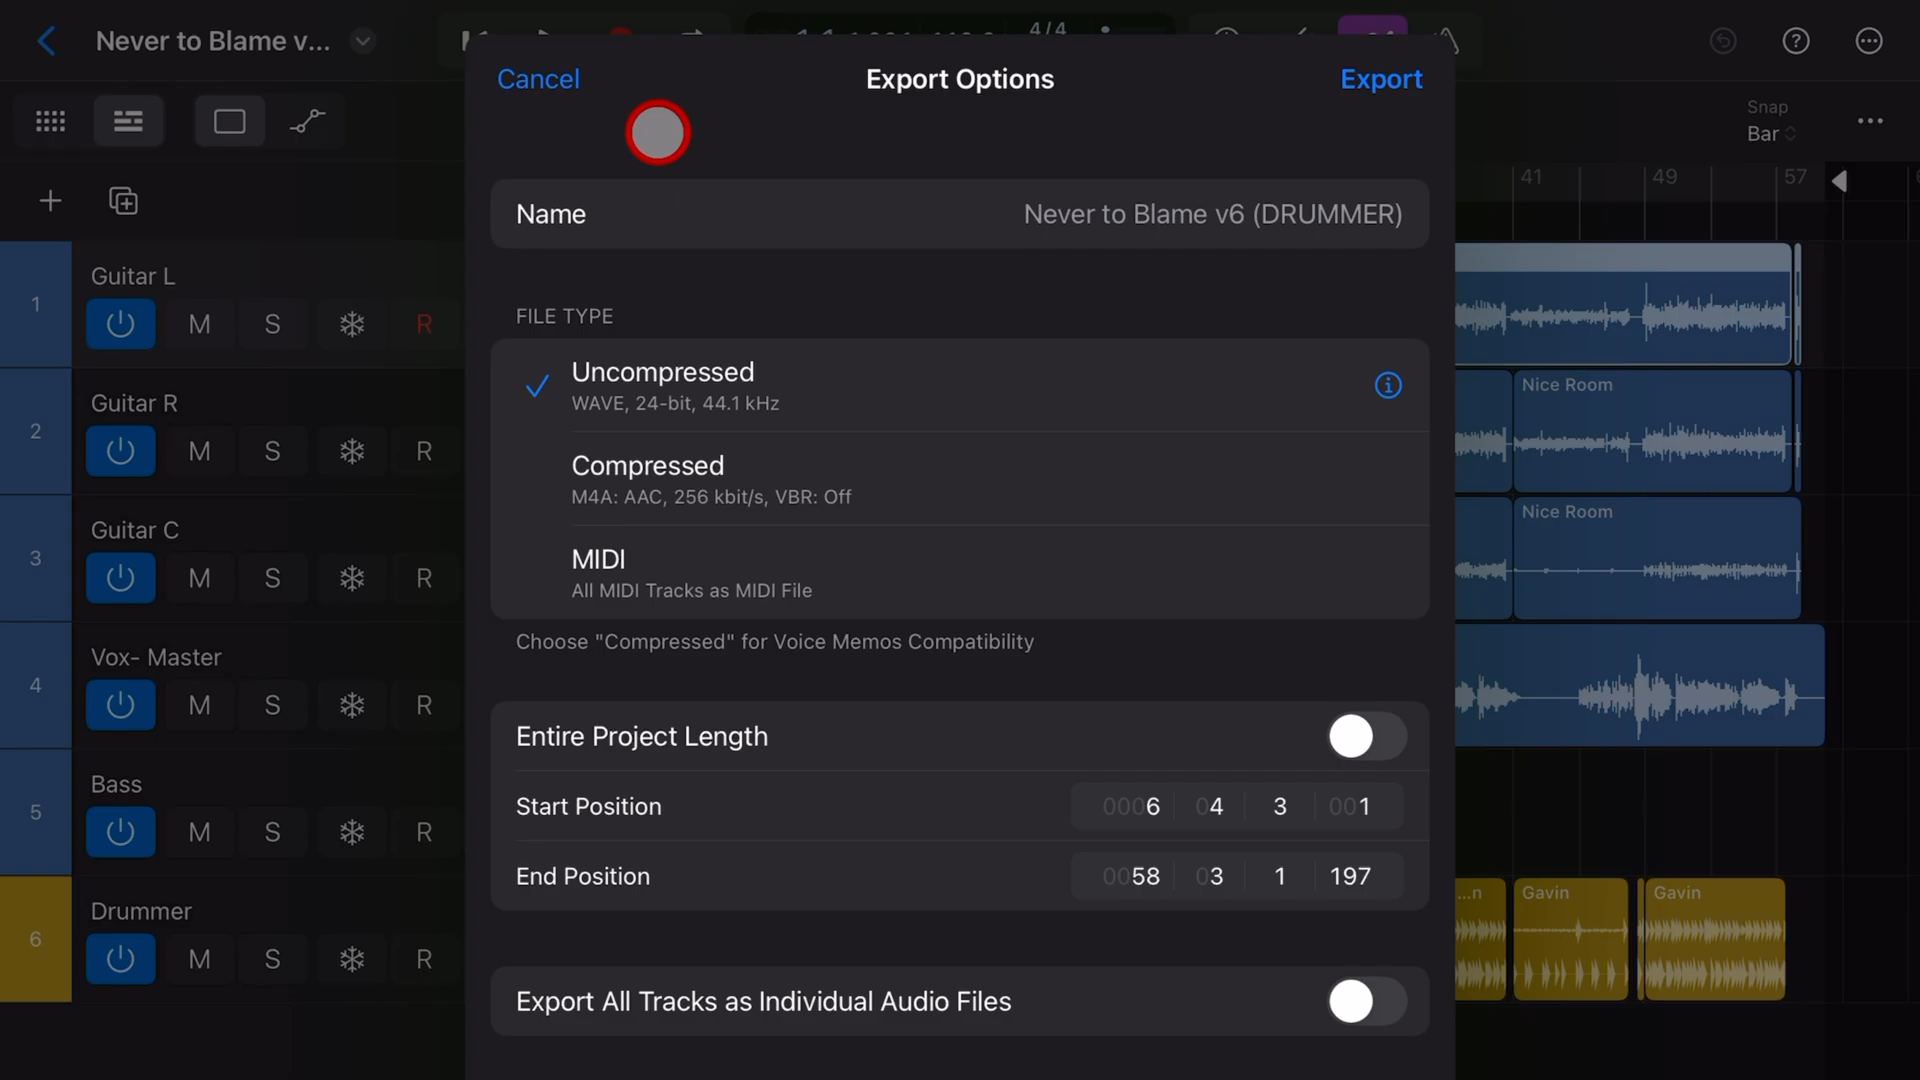 Never to Blame v...
4/4
Cancel
Export Options
Export
Snap
Bar
Name
Never to Blame v6 (DRUMMER)
41
49
57
1
Guitar L
M
S
R
FILE TYPE
Uncompressed
WAVE, 24-bit, 44.1 kHz
2
Guitar R
M
S
R
Nice Room
Compressed
M4A: AAC, 256 kbit/s, VBR: Off
3
Guitar C
M
S
R
Nice Room
MIDI
All MIDI Tracks as MIDI File
Choose "Compressed" for Voice Memos Compatibility
4
Vox- Master
M
S
R
Entire Project Length
5
Bass
M
S
R
Start Position
0006 04 3 001
End Position
0058 03 1 197
6
Drummer
M
S
R
...n
Gavin
Gavin
Export All Tracks as Individual Audio Files